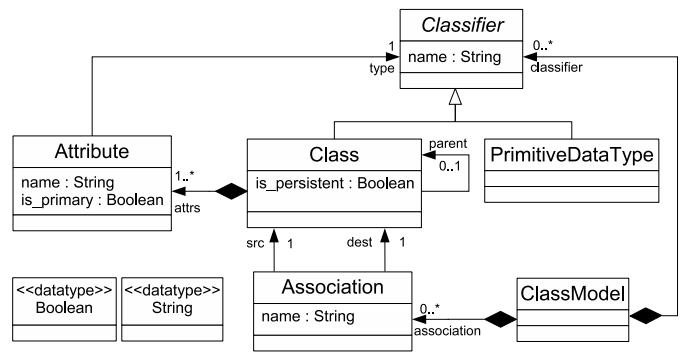 Classifier
name : String
1
type
0..*
classifier
Attribute
name : String
is_primary : Boolean
1..*
attrs
Class
is_persistent : Boolean
parent
0..1
PrimitiveDataType
src
1
dest
1
<<datatype>>
Boolean
<<datatype>>
String
Association
name : String
0..*
association
ClassModel